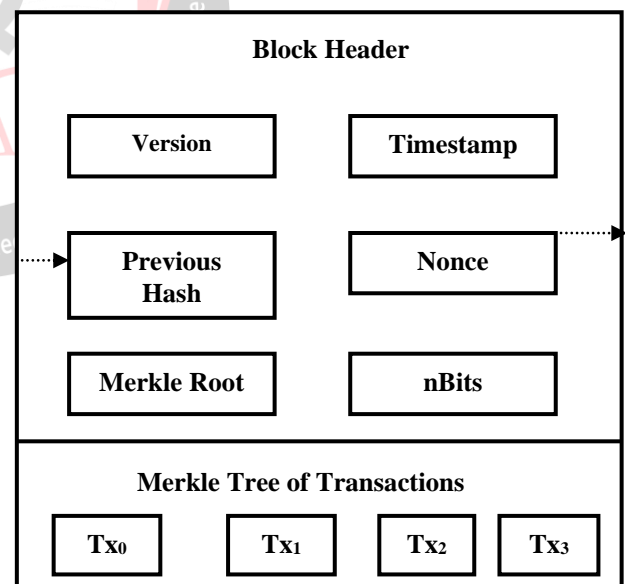 Block Header
Version
Timestamp
Previous
Hash
Nonce
Merkle Root
nBits
Merkle Tree of Transactions
Tx0
Tx1
Tx2
Tx3